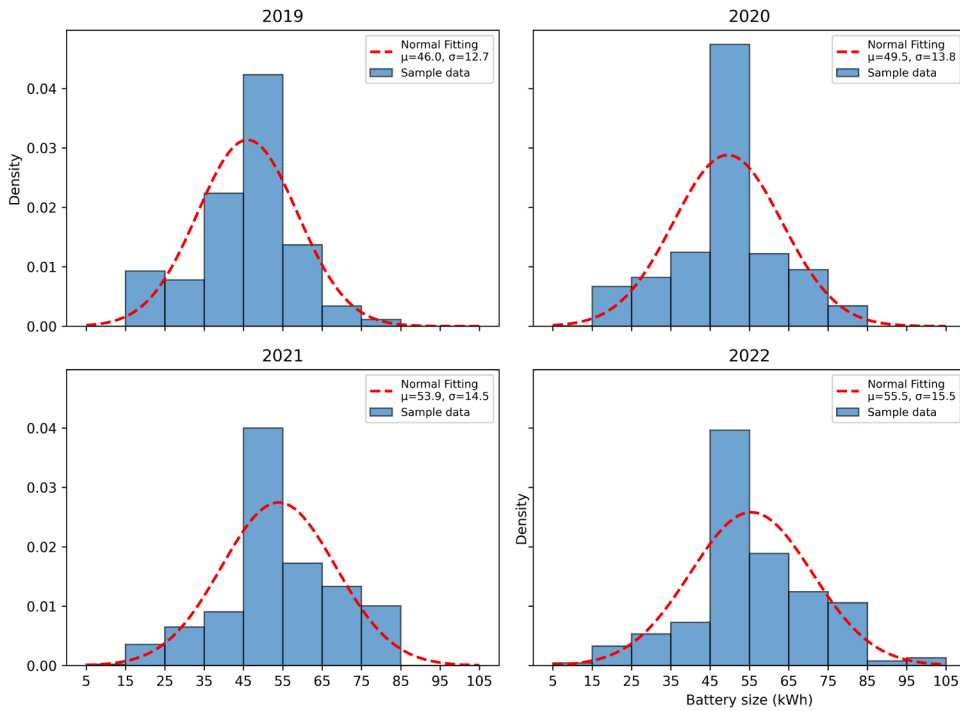 2019
Normal Fitting
μ=46.0, σ=12.7
Sample data
Density
0.04
0.03
0.02
0.01
0.00
2020
Normal Fitting
μ=49.5, σ=13.8
Sample data
2021
Normal Fitting
μ=53.9, σ=14.5
Sample data
0.04
0.03
0.02
0.01
0.00
5 15 25 35 45 55 65 75 85 95 105
2022
Normal Fitting
μ=55.5, σ=15.5
Sample data
Density
5 15 25 35 45 55 65 75 85 95 105
Battery size (kWh)